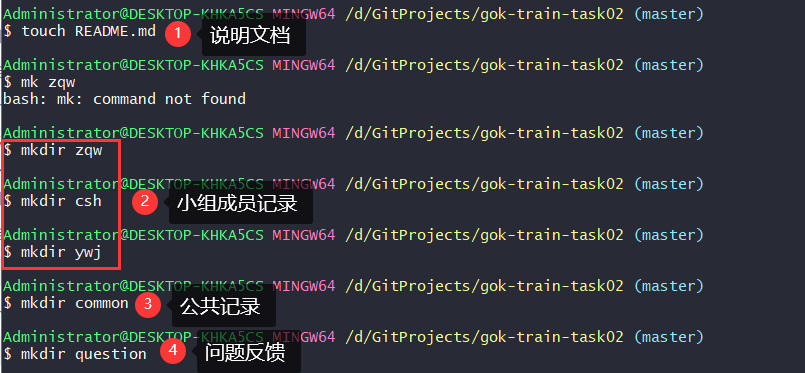 Administrator@DESKTOP-KHKA5CS MINGW64 /d/GitProjects/gok-train-task02 (master)
$ touch README.md 1 说明文档
Administrator@DESKTOP-KHKA5CS MINGW64 /d/GitProjects/gok-train-task02 (master)
$ mk zqw
bash: mk: command not found
Administrator@DESKTOP-KHKA5CS MINGW64 /d/GitProjects/gok-train-task02 (master)
$ mkdir zqw
Administrator@DESKTOP-KHKA5CS MINGW64 /d/GitProjects/gok-train-task02 (master)
$ mkdir csh 2 小组成员记录
Administrator@DESKTOP-KHKA5CS MINGW64 /d/GitProjects/gok-train-task02 (master)
$ mkdir ywj
Administrator@DESKTOP-KHKA5CS MINGW64 /d/GitProjects/gok-train-task02 (master)
$ mkdir common 3 公共记录
Administrator@DESKTOP-KHKA5CS MINGW64 /d/GitProjects/gok-train-task02 (master)
$ mkdir question 4 问题反馈